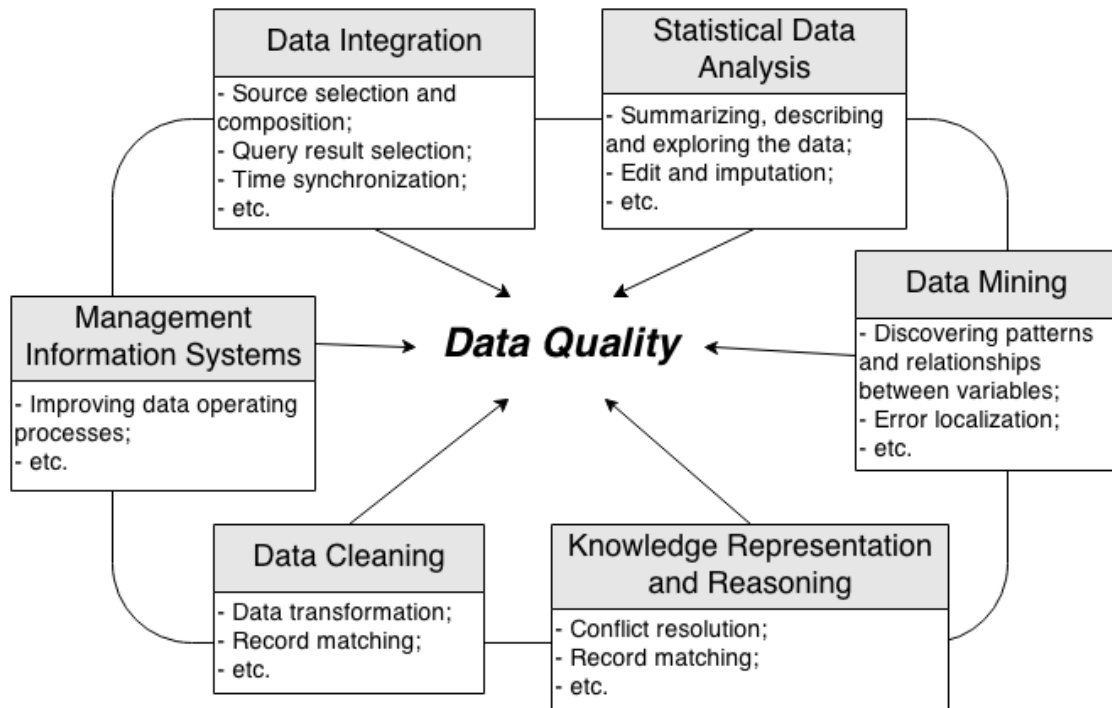 Data Integration
- Source selection and
composition;
- Query result selection;
- Time synchronization;
- etc.
Statistical Data
Analysis
- Summarizing, describing
and exploring the data;
- Edit and imputation;
- etc.
Management
Information Systems
- Improving data operating
processes;
- etc.
Data Quality
Data Mining
- Discovering patterns
and relationships
between variables;
- Error localization;
- etc.
Data Cleaning
- Data transformation;
- Record matching;
- etc.
Knowledge Representation
and Reasoning
- Conflict resolution;
- Record matching;
- etc.